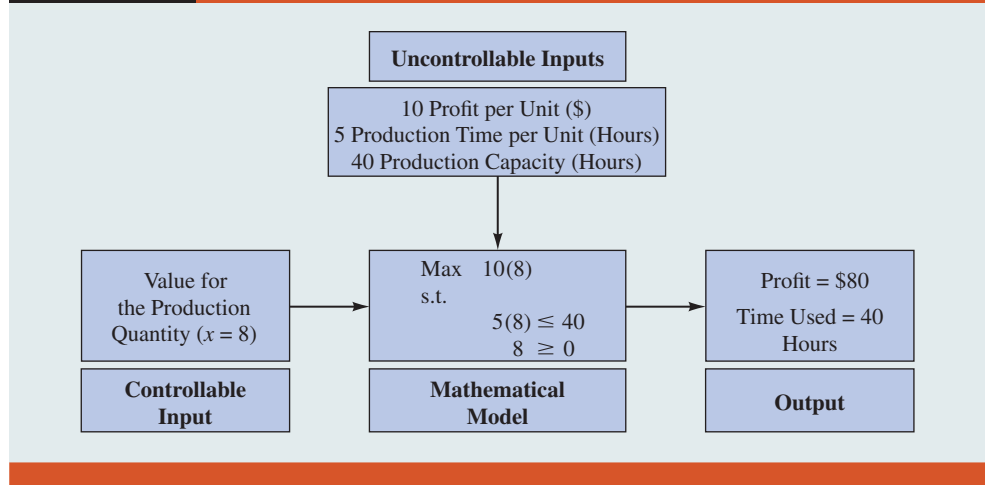 Uncontrollable Inputs
10 Profit per Unit ($)
5 Production Time per Unit (Hours)
40 Production Capacity (Hours)
Value for
the Production
Quantity (x = 8)
Controllable
Input
Max 10(8)
s.t.
5(8) ≤ 40
8 ≥ 0
Mathematical
Model
Profit = $80
Time Used = 40
Hours
Output